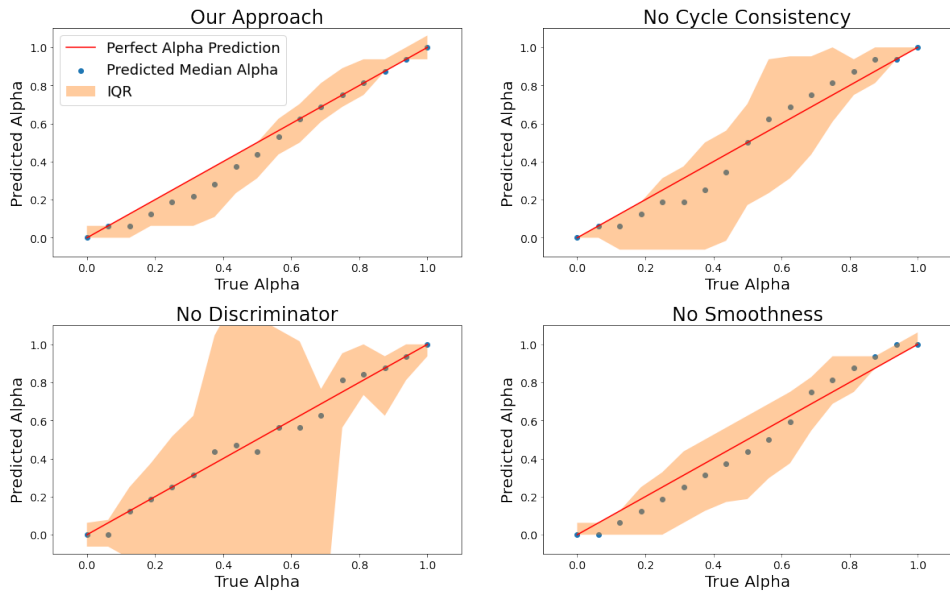 Our Approach
Perfect Alpha Prediction
Predicted Median Alpha
IQR
1.0
0.8
0.6
0.4
0.2
0.0
Predicted Alpha
0.0 0.2 0.4 0.6 0.8 1.0
True Alpha
No Cycle Consistency
1.0
0.8
0.6
0.4
0.2
0.0
Predicted Alpha
0.0 0.2 0.4 0.6 0.8 1.0
True Alpha
No Discriminator
1.0
0.8
0.6
0.4
0.2
0.0
Predicted Alpha
0.0 0.2 0.4 0.6 0.8 1.0
True Alpha
No Smoothness
1.0
0.8
0.6
0.4
0.2
0.0
Predicted Alpha
0.0 0.2 0.4 0.6 0.8 1.0
True Alpha